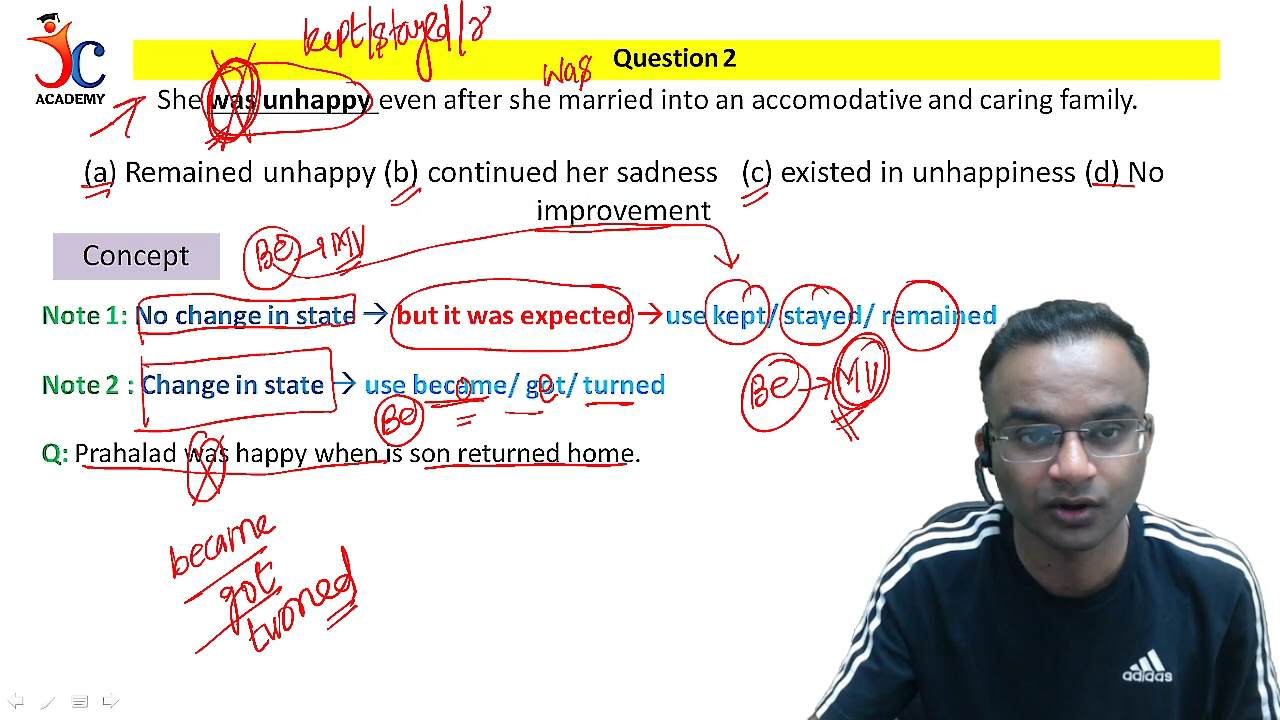 kept/stayed/r
JC
ACADEMY
Question 2
was
She was unhappy even after she married into an accomodative and caring family.
(a) Remained unhappy (b) continued her sadness (c) existed in unhappiness (d) No
improvement
Concept
Be → MV
Note 1: No change in state → but it was expected → use kept/ stayed/ remained
Note 2 : Change in state → use became/ got/ turned
Be → MV
Be
Q: Prahalad was happy when is son returned home.
became
got
turned
adidas